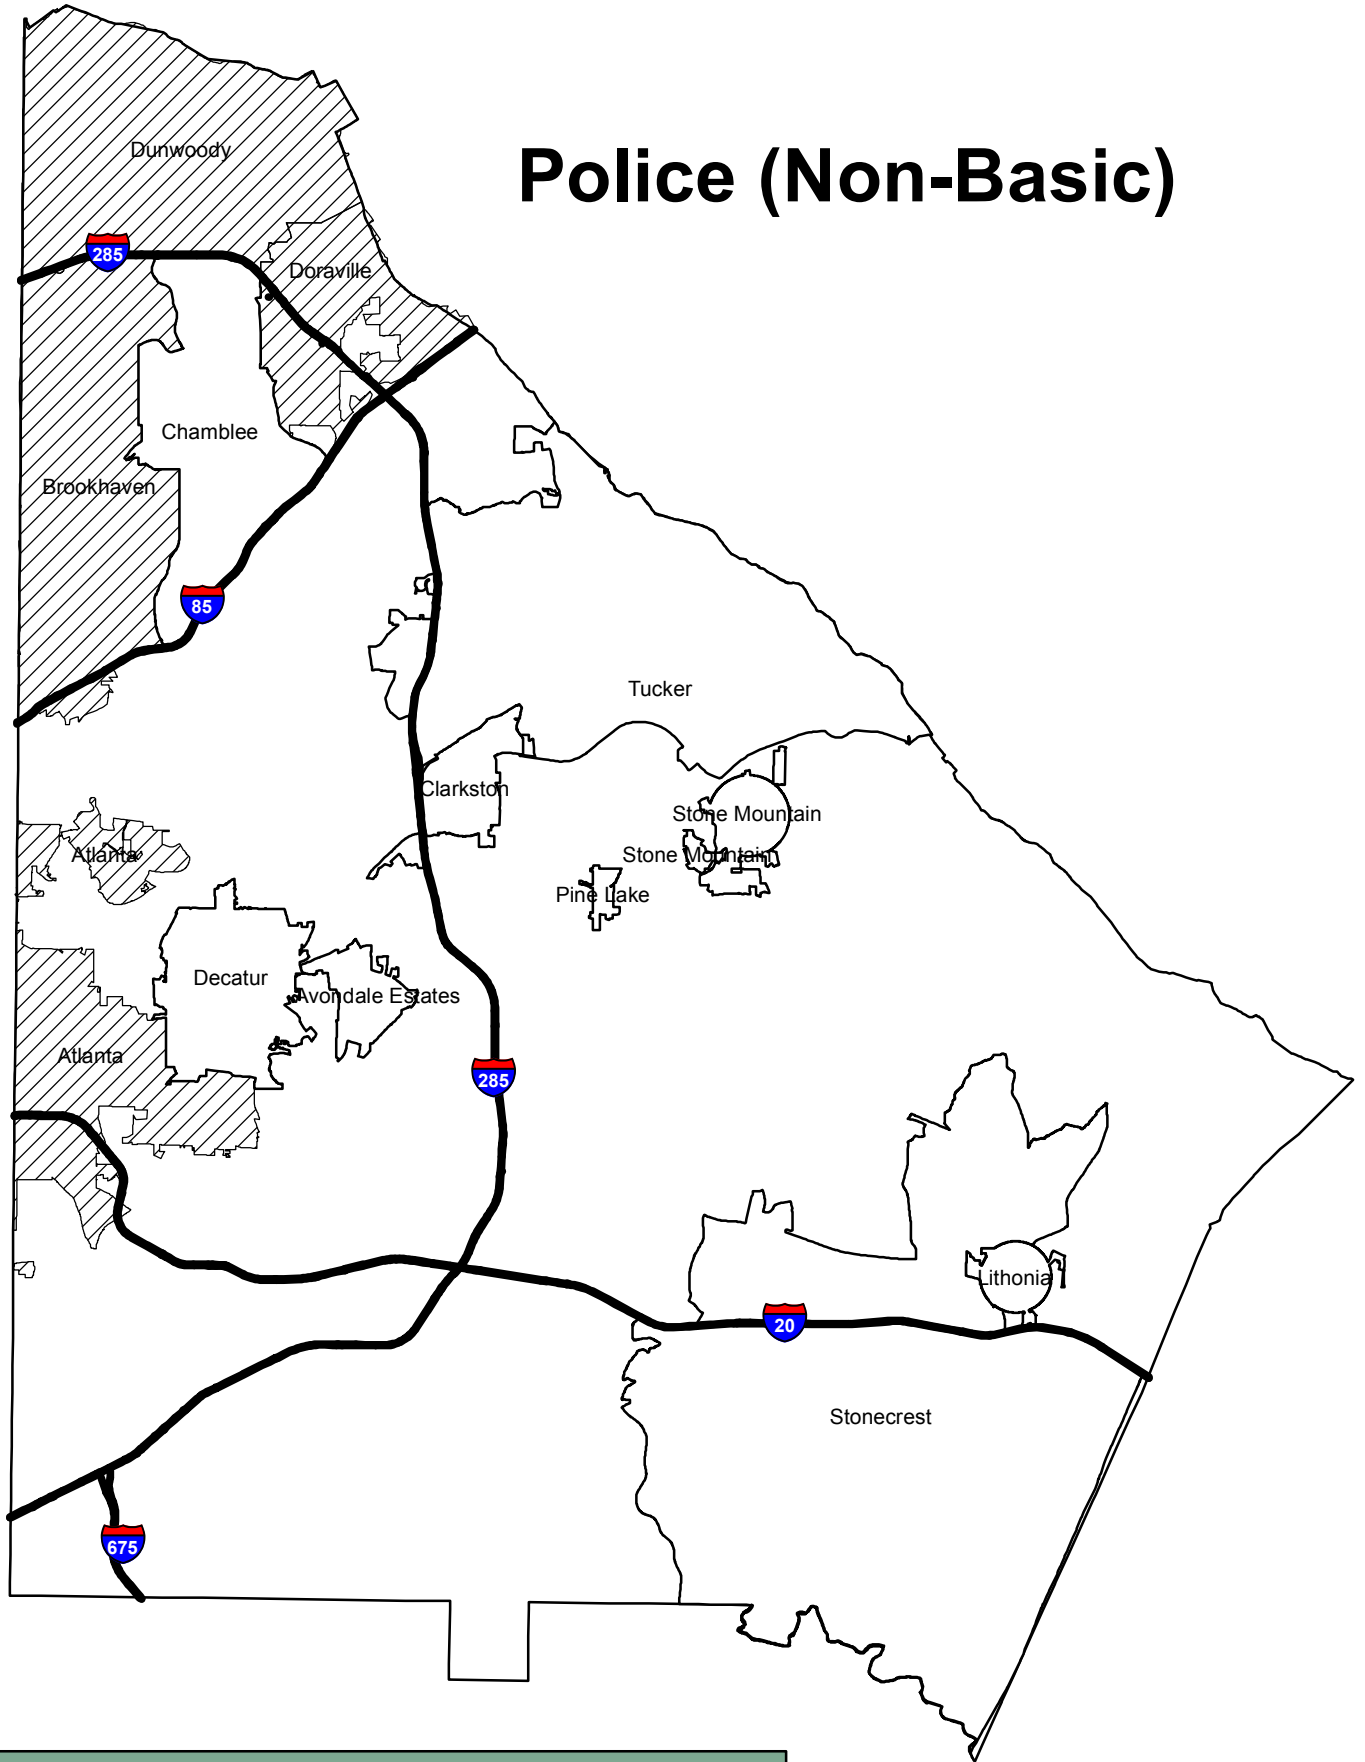 Police (Non-Basic)
Dunwoody
285
Doraville
Chamblee
Brookhaven
85
Tucker
Clarkston
Stone Mountain
Stone Mountain
Atlanta
Pine Lake
Decatur
Avondale Estates
Atlanta
285
Lithonia
20
Stonecrest
675